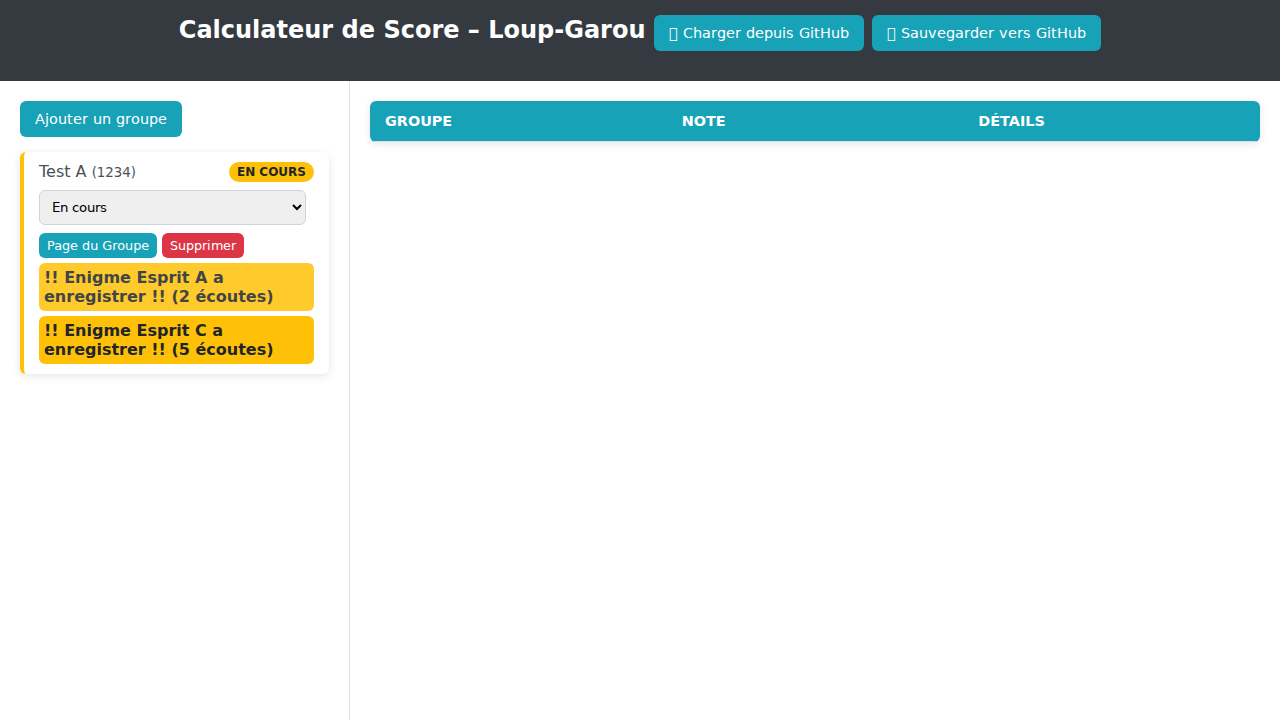 Calculateur de Score – Loup-Garou
Charger depuis GitHub
Sauvegarder vers GitHub
Ajouter un groupe
Test A (1234)
EN COURS
En cours
Page du Groupe
Supprimer
!! Enigme Esprit A a
enregistrer !! (2 écoutes)
!! Enigme Esprit C a
enregistrer !! (5 écoutes)
GROUPE
NOTE
DÉTAILS